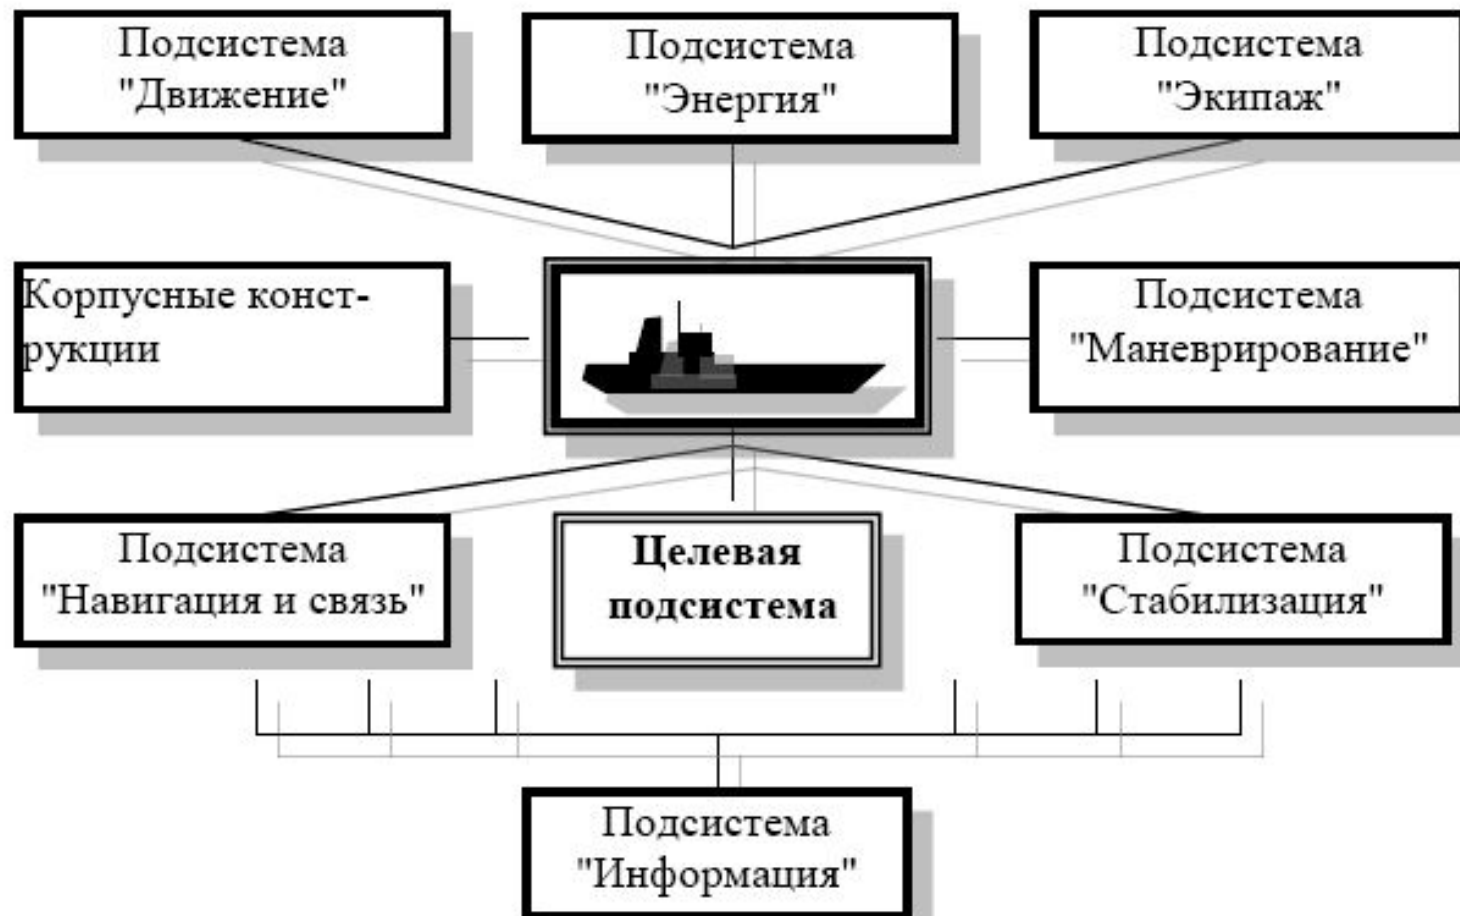 Подсистема
"Движение"
Подсистема
"Энергия"
Подсистема
"Экипаж"
Корпусные конст-
рукции
Подсистема
"Маневрирование"
Подсистема
"Навигация и связь"
Целевая
подсистема
Подсистема
"Стабилизация"
Подсистема
"Информация"